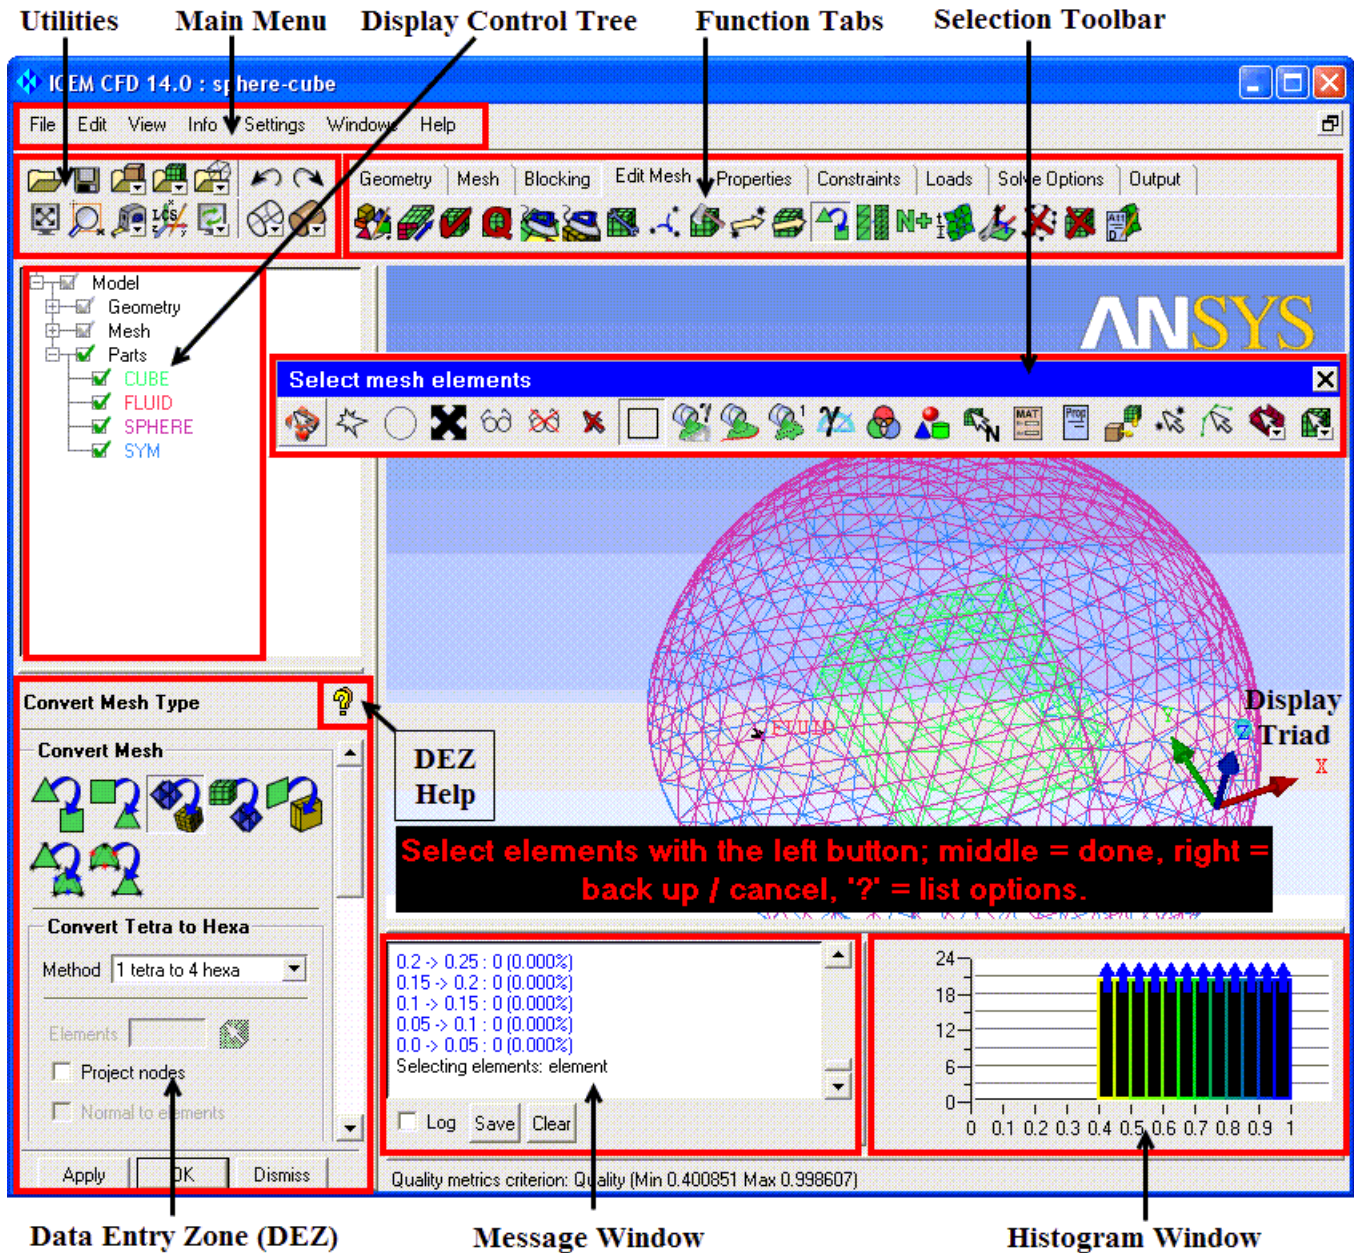 Utilities Main Menu Display Control Tree Function Tabs Selection Toolbar
ICEM CFD 14.0 : sphere-cube
File Edit View Info Settings Windows Help
Geometry Mesh Blocking Edit Mesh Properties Constraints Loads Solve Options Output
LCS
Q
N+
Model
Geometry
Mesh
Parts
CUBE
FLUID
SPHERE
SYM
ANSYS
Select mesh elements
MAT
Prop
Convert Mesh Type
Convert Mesh
DEZ
Help
FLUID
Display
Triad
Y
Z
X
Select elements with the left button; middle = done, right =
back up / cancel, '?' = list options.
Convert Tetra to Hexa
Method 1 tetra to 4 hexa
Elements
Project nodes
Normal to elements
Apply OK Dismiss
0.2 -> 0.25 : 0 (0.000%)
0.15 -> 0.2 : 0 (0.000%)
0.1 -> 0.15 : 0 (0.000%)
0.05 -> 0.1 : 0 (0.000%)
0.0 -> 0.05 : 0 (0.000%)
Selecting elements: element
Log Save Clear
24
18
12
6
0
0 0.1 0.2 0.3 0.4 0.5 0.6 0.7 0.8 0.9 1
Quality metrics criterion: Quality (Min 0.400851 Max 0.998607)
Data Entry Zone (DEZ) Message Window Histogram Window